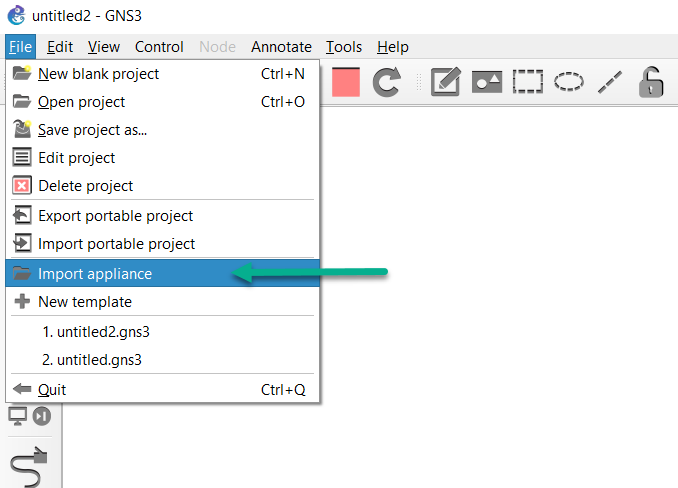 untitled2 - GNS3
File Edit View Control Node Annotate Tools Help
New blank project Ctrl+N
Open project Ctrl+O
Save project as...
Edit project
Delete project
Export portable project
Import portable project
Import appliance
New template
1. untitled2.gns3
2. untitled.gns3
Quit Ctrl+Q